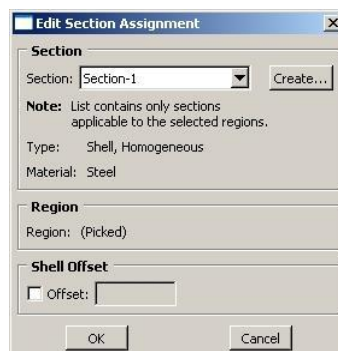 Edit Section Assignment
Section
Section: Section-1 Create...
Note: List contains only sections
applicable to the selected regions.
Type: Shell, Homogeneous
Material: Steel
Region
Region: (Picked)
Shell Offset
Offset:
OK Cancel